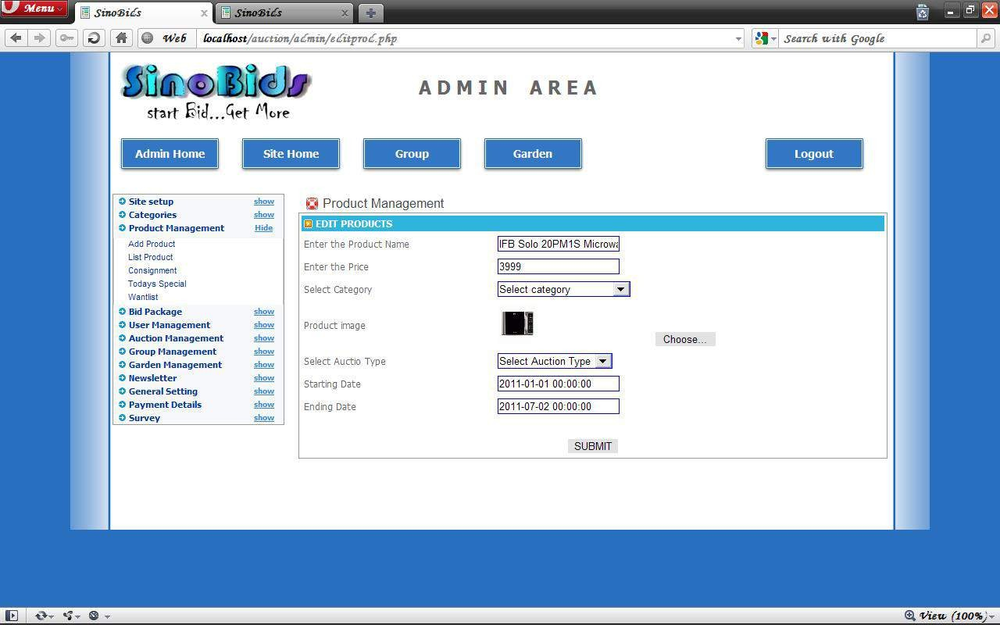 Menu
SinoBids
SinoBids
Web
localhost/auction/admin/editprod.php
Search with Google
SinoBids
start Bid...Get More
ADMIN AREA
Admin Home
Site Home
Group
Garden
Logout
Site setup show
Categories show
Product Management Hide
Add Product
List Product
Consignment
Todays Special
Wantlist
Bid Package show
User Management show
Auction Management show
Group Management show
Garden Management show
Newsletter show
General Setting show
Payment Details show
Survey show
Product Management
EDIT PRODUCTS
Enter the Product Name IFB Solo 20PM1S Microwa
Enter the Price 3999
Select Category Select category
Product image
Choose...
Select Auctio Type Select Auction Type
Starting Date 2011-01-01 00:00:00
Ending Date 2011-07-02 00:00:00
SUBMIT
View (100%)